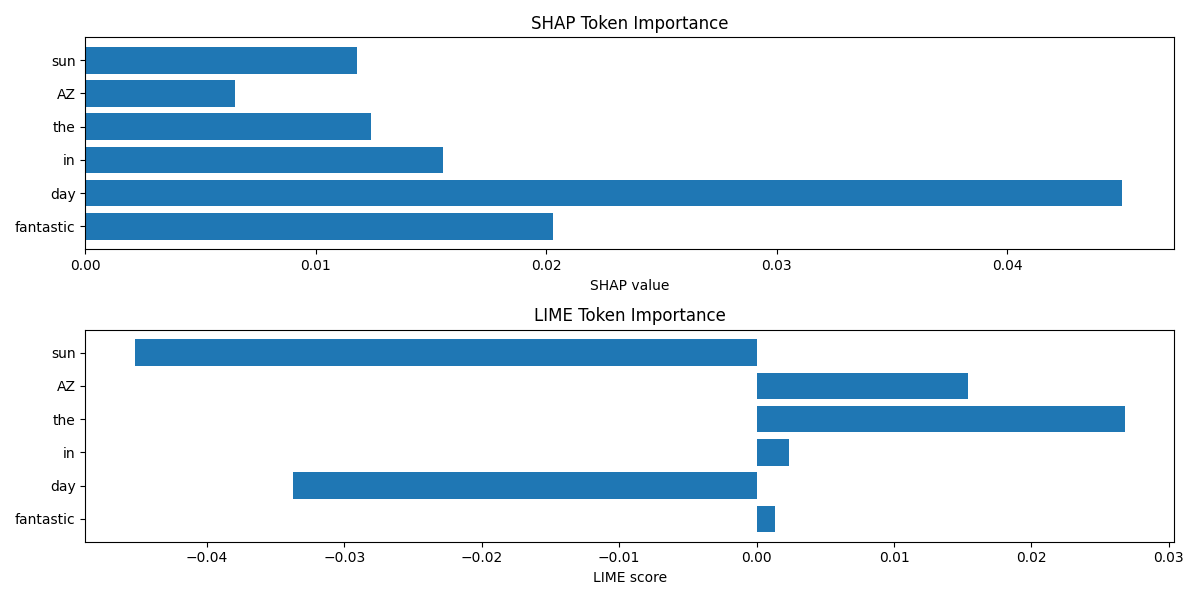 SHAP Token Importance
sun
AZ
the
in
day
fantastic
0.00 0.01 0.02 0.03 0.04
SHAP value
LIME Token Importance
sun
AZ
the
in
day
fantastic
−0.04 −0.03 −0.02 −0.01 0.00 0.01 0.02 0.03
LIME score